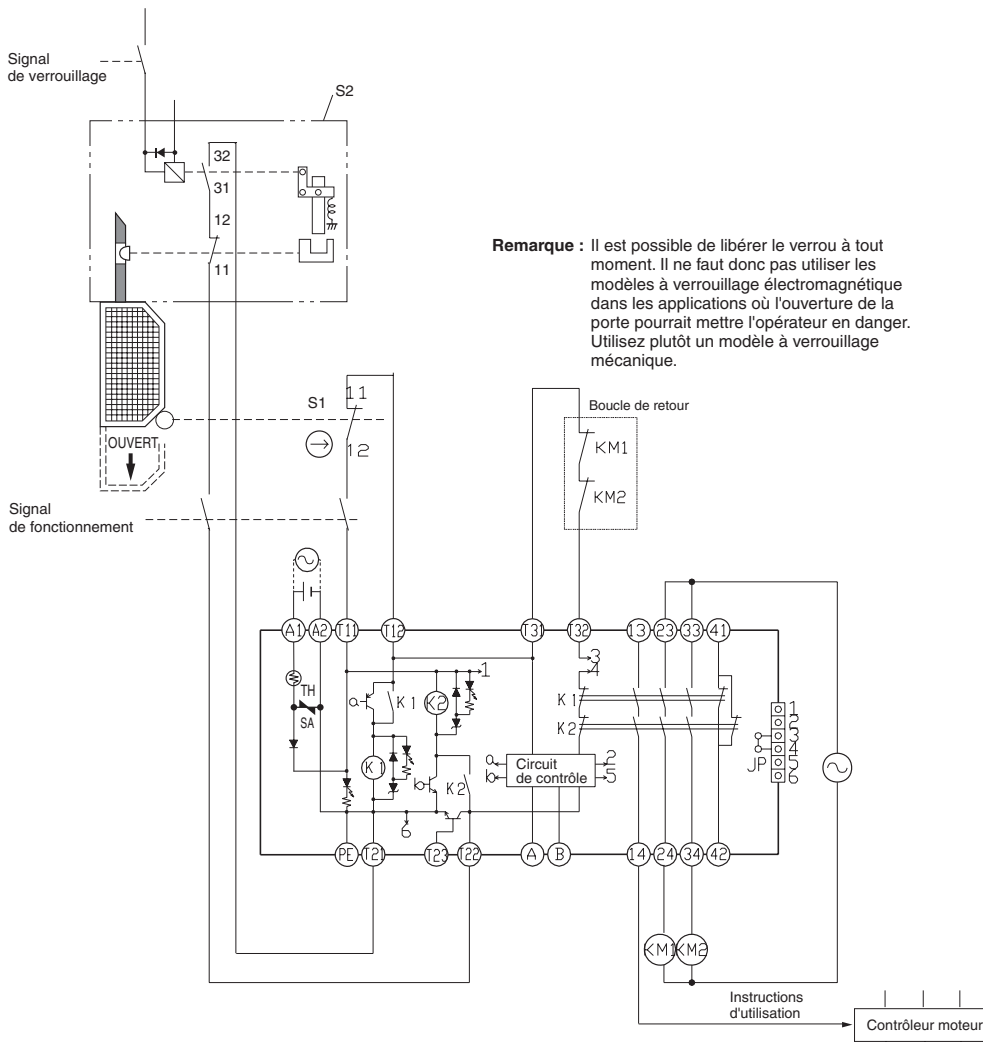 Signal
de verrouillage
S2
32
31
12
11
Remarque : Il est possible de libérer le verrou à tout
moment. Il ne faut donc pas utiliser les
modèles à verrouillage électromagnétique
dans les applications où l'ouverture de la
porte pourrait mettre l'opérateur en danger.
Utilisez plutôt un modèle à verrouillage
mécanique.
S1
11
12
Boucle de retour
KM1
KM2
OUVERT
Signal
de fonctionnement
A1 A2 T11 T12 T31 T32 13 23 33 41
1
3
4
TH
SA
a
K1
K2
K1
K2
K1
K2
a
b
Circuit
de contrôle
2
5
b
6
JP
1
2
3
4
5
6
PE T21 T23 T22 A B 14 24 34 42
KM1 KM2
Instructions
d'utilisation
Contrôleur moteur